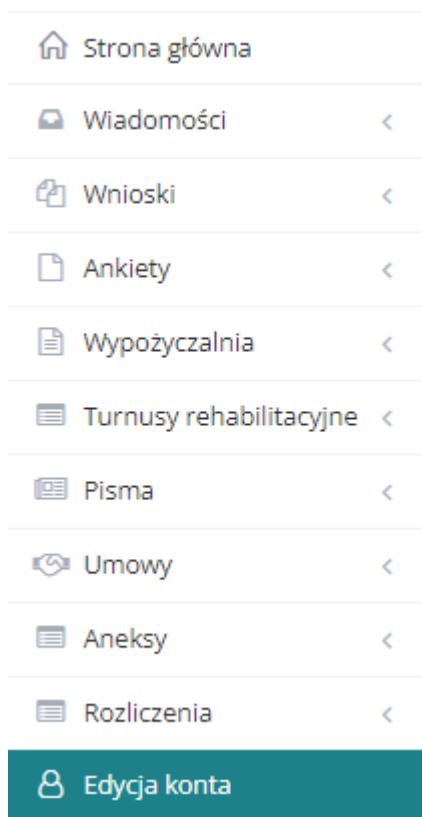 Strona główna
Wiadomości
Wnioski
Ankiety
Wypożyczalnia
Turnusy rehabilitacyjne
Pisma
Umowy
Aneksy
Rozliczenia
Edycja konta